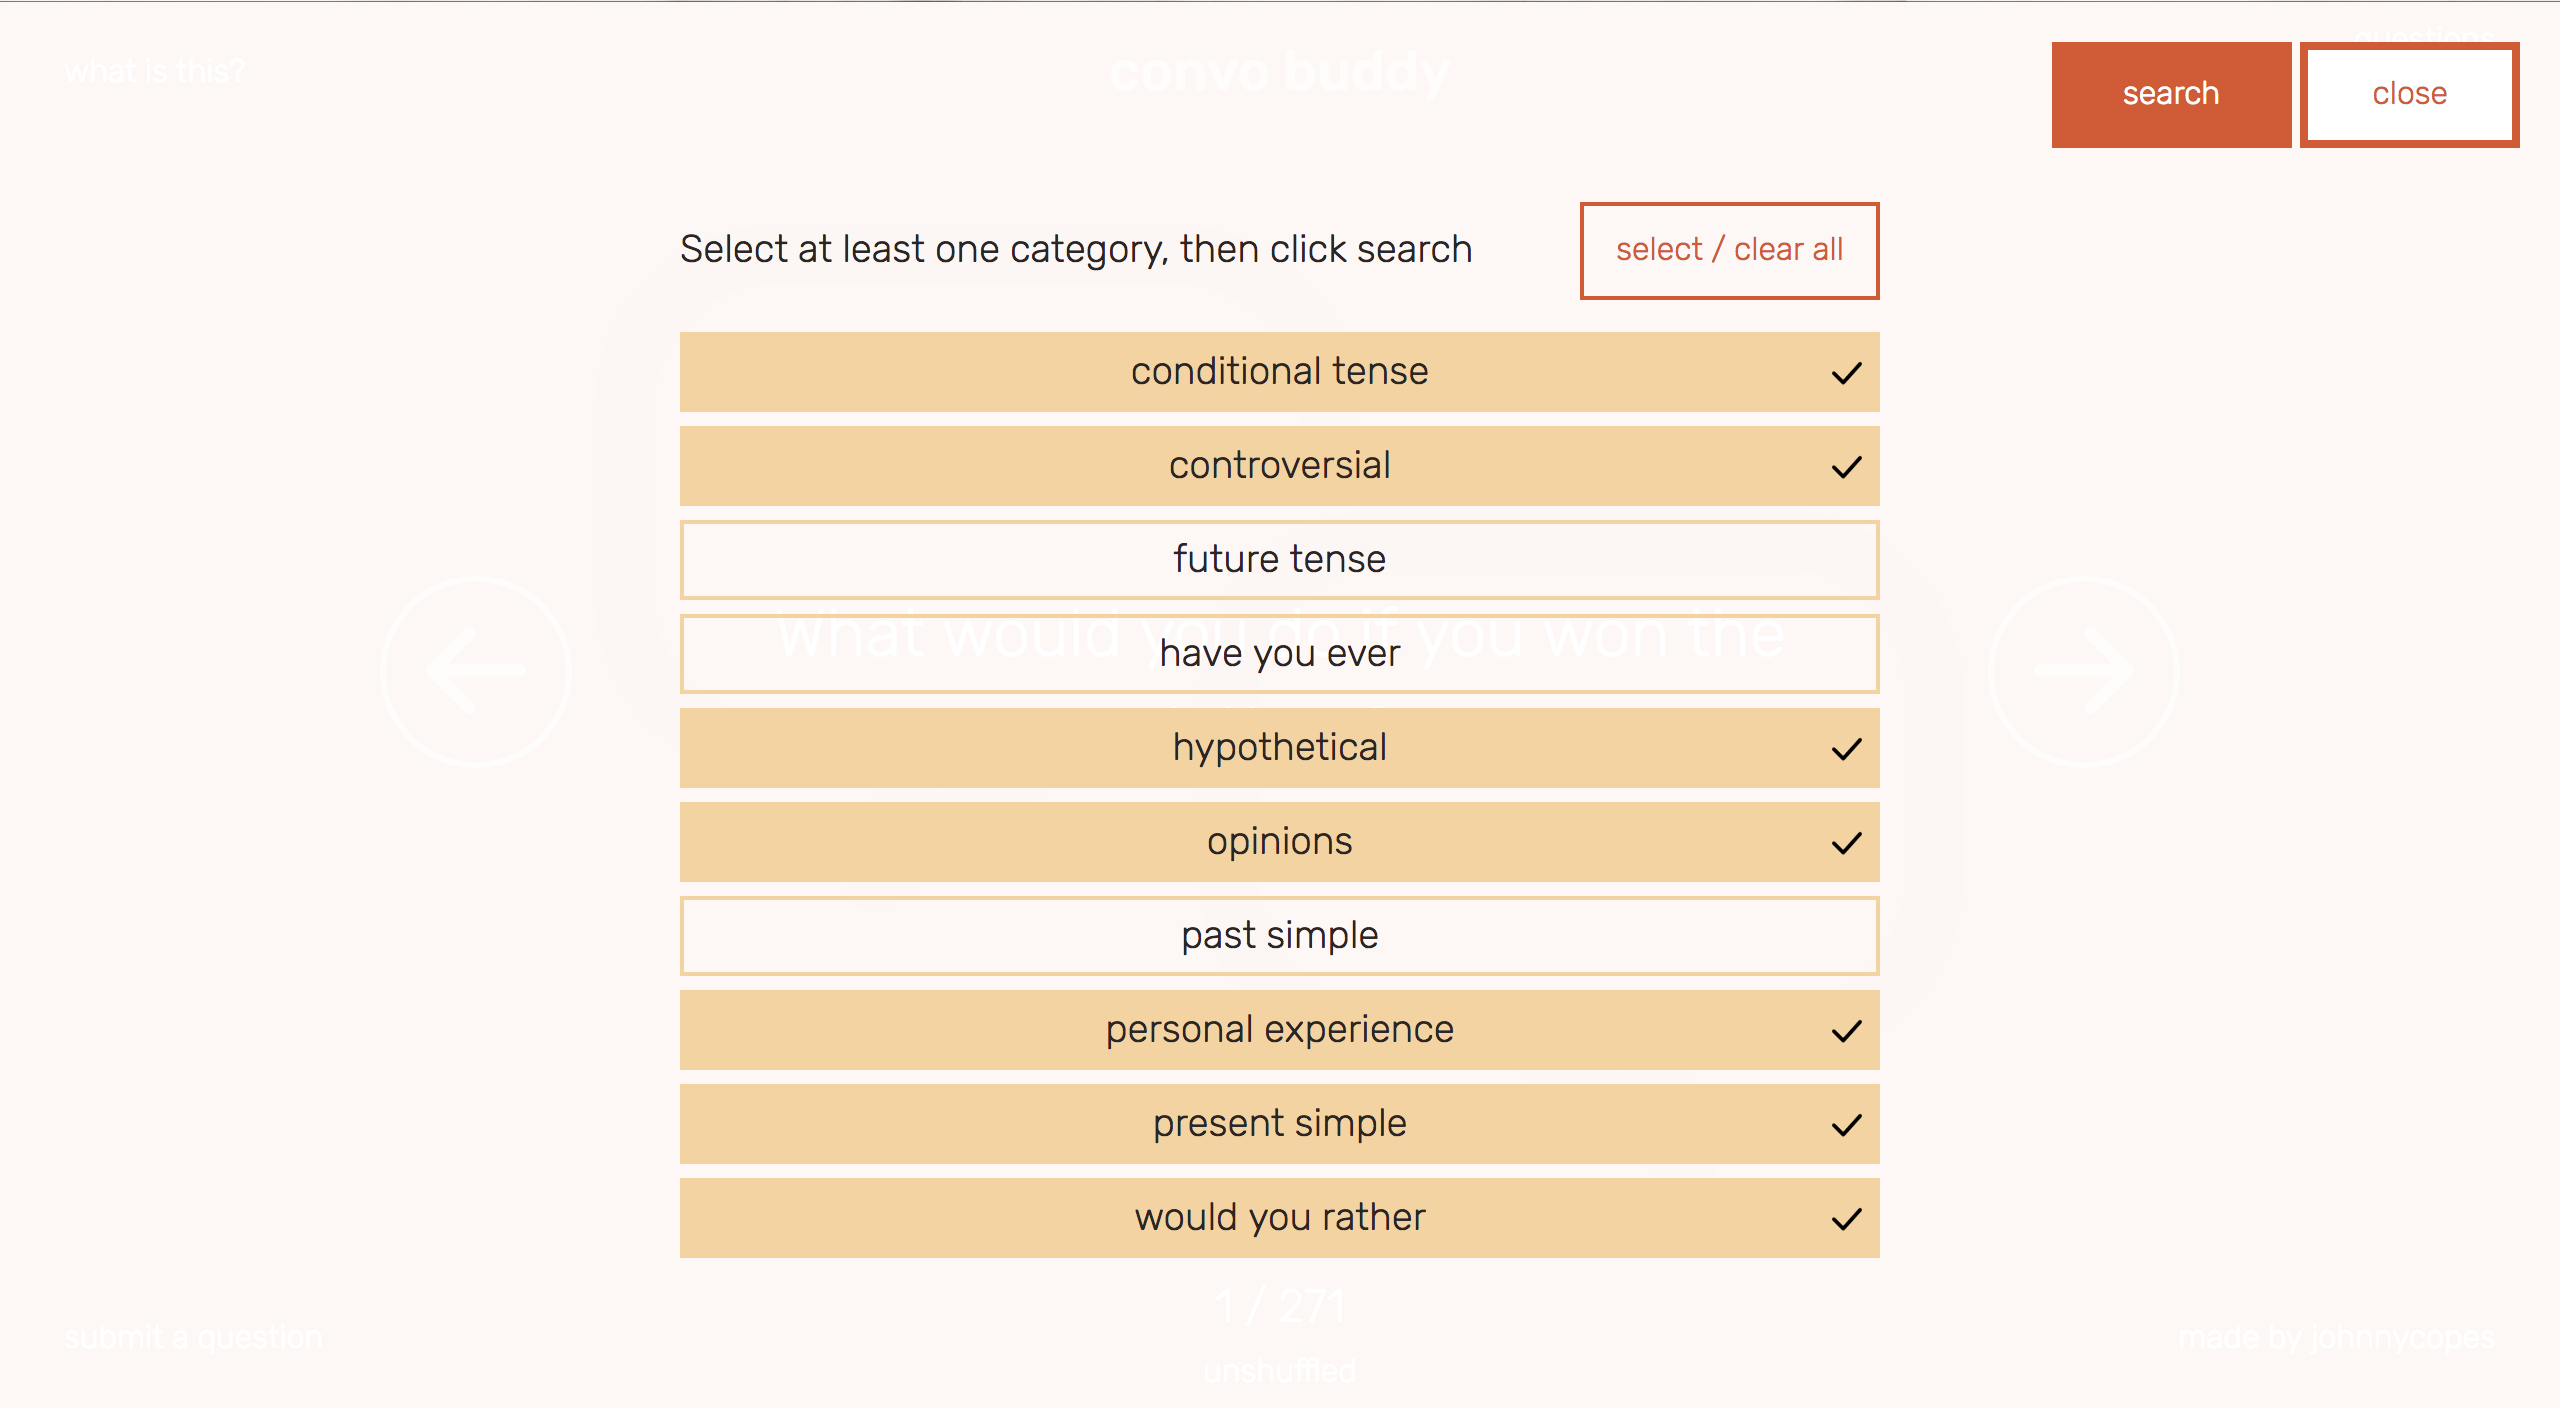 what is this?
convo buddy
questions
search
close
Select at least one category, then click search
select / clear all
conditional tense
controversial
future tense
What would you do if you won the
have you ever
hypothetical
opinions
past simple
personal experience
present simple
would you rather
1 / 271
submit a question
made by johnnycopes
unshuffled